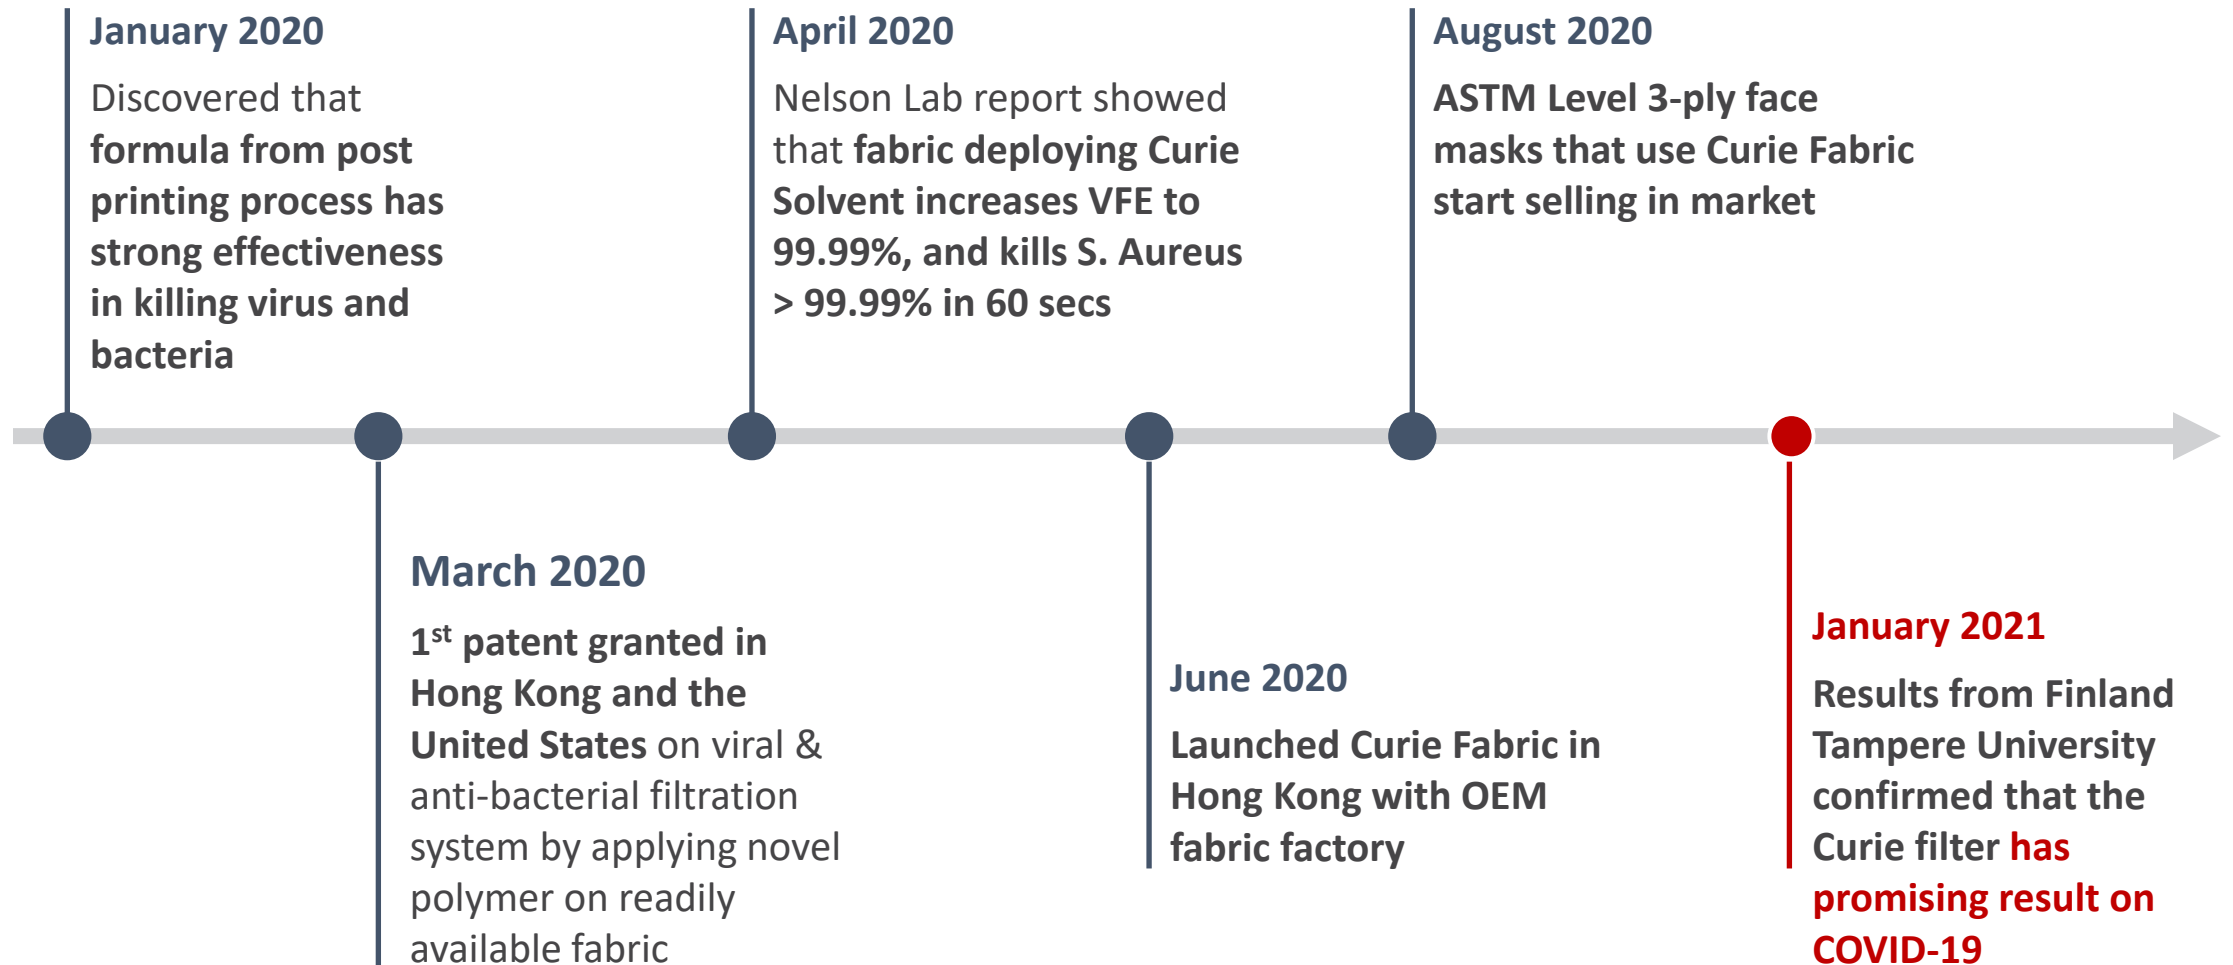 January 2020
Discovered that
formula from post
printing process has
strong effectiveness
in killing virus and
bacteria
March 2020
1st patent granted in
Hong Kong and the
United States on viral &
anti-bacterial filtration
system by applying novel
polymer on readily
available fabric
April 2020
Nelson Lab report showed
that fabric deploying Curie
Solvent increases VFE to
99.99%, and kills S. Aureus
> 99.99% in 60 secs
June 2020
Launched Curie Fabric in
Hong Kong with OEM
fabric factory
August 2020
ASTM Level 3-ply face
masks that use Curie Fabric
start selling in market
January 2021
Results from Finland
Tampere University
confirmed that the
Curie filter has
promising result on
COVID-19